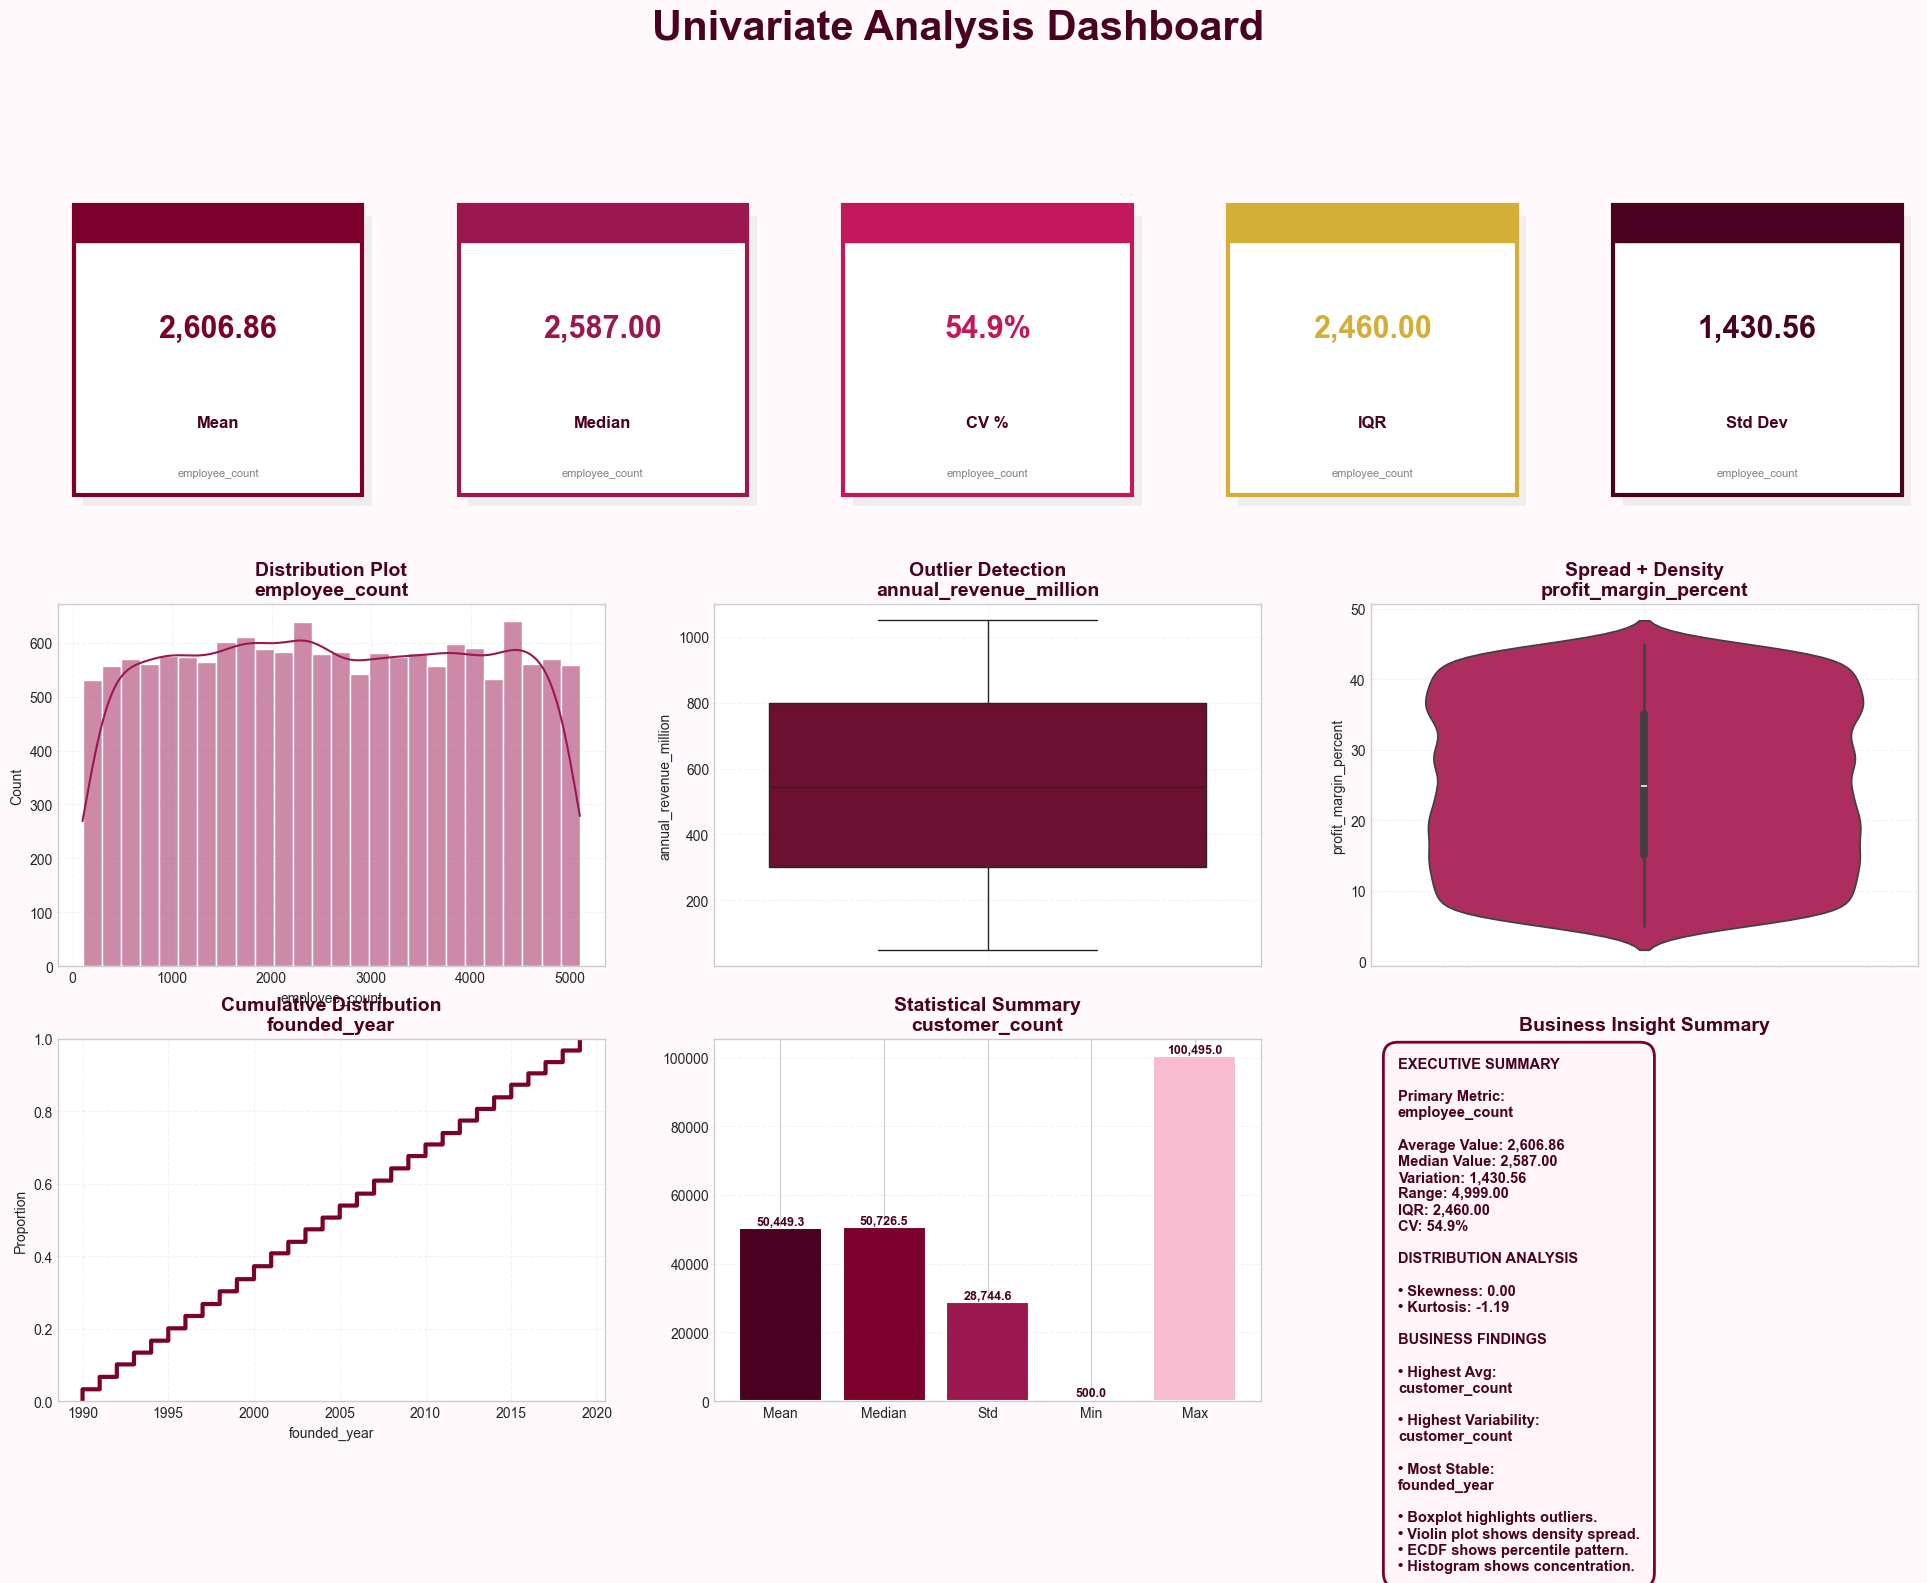 Univariate Analysis Dashboard
2,606.86
Mean
employee_count
2,587.00
Median
employee_count
54.9%
CV %
employee_count
2,460.00
IQR
employee_count
1,430.56
Std Dev
employee_count
Distribution Plot
employee_count
Count
600
500
400
300
200
100
0
0 1000 2000 3000 4000 5000
employee_count
Outlier Detection
annual_revenue_million
annual_revenue_million
1000
800
600
400
200
Spread + Density
profit_margin_percent
profit_margin_percent
50
40
30
20
10
0
Cumulative Distribution
founded_year
Proportion
1.0
0.8
0.6
0.4
0.2
0.0
1990 1995 2000 2005 2010 2015 2020
founded_year
Statistical Summary
customer_count
100000
80000
60000
40000
20000
0
50,449.3
50,726.5
28,744.6
500.0
100,495.0
Mean Median Std Min Max
Business Insight Summary
EXECUTIVE SUMMARY
Primary Metric:
employee_count
Average Value: 2,606.86
Median Value: 2,587.00
Variation: 1,430.56
Range: 4,999.00
IQR: 2,460.00
CV: 54.9%
DISTRIBUTION ANALYSIS
• Skewness: 0.00
• Kurtosis: -1.19
BUSINESS FINDINGS
• Highest Avg:
customer_count
• Highest Variability:
customer_count
• Most Stable:
founded_year
• Boxplot highlights outliers.
• Violin plot shows density spread.
• ECDF shows percentile pattern.
• Histogram shows concentration.